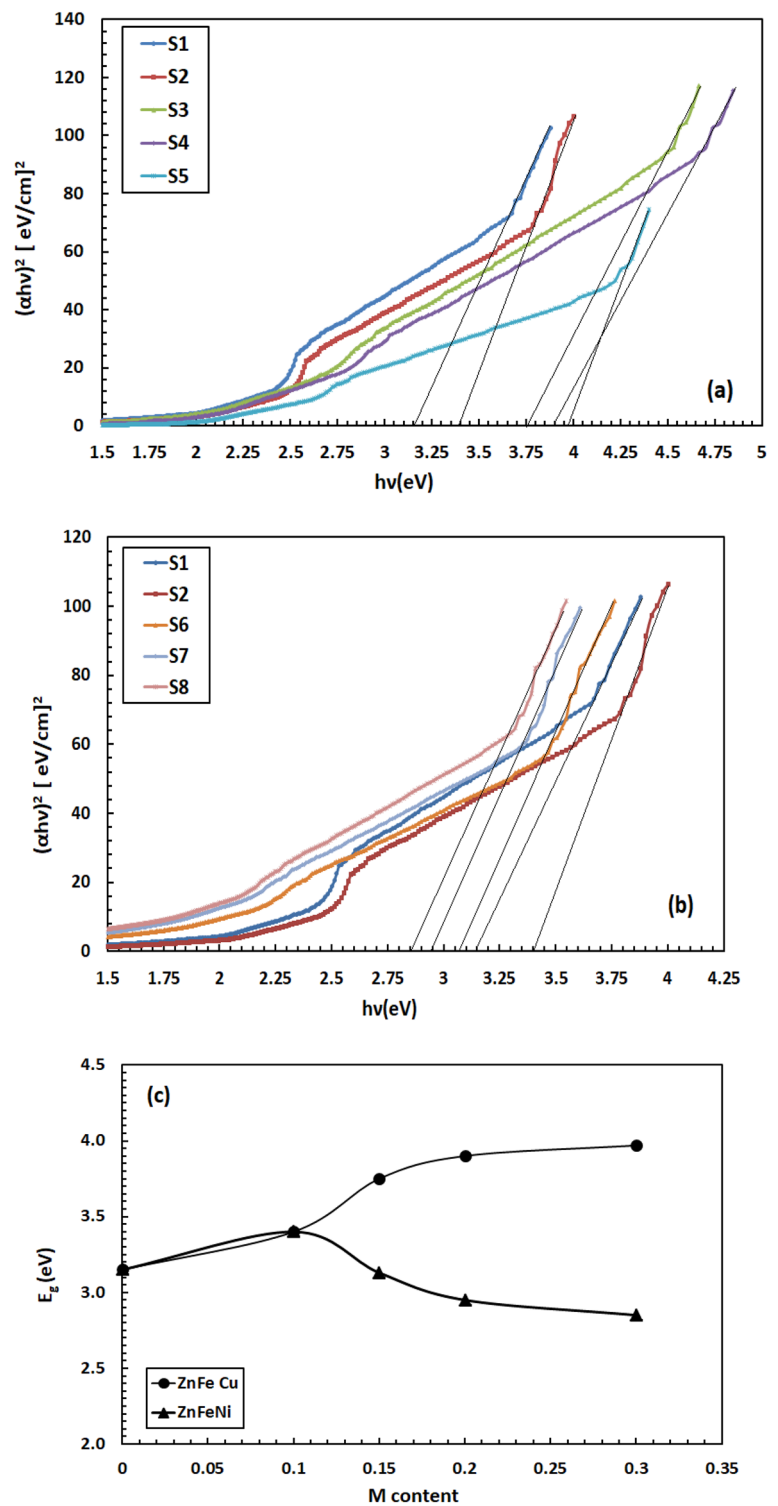 140
120
100
80
60
40
20
0
(αhν)² [ eV/cm]²
S1
S2
S3
S4
S5
(a)
1.5 1.75 2 2.25 2.5 2.75 3 3.25 3.5 3.75 4 4.25 4.5 4.75 5
hν(eV)
120
100
80
60
40
20
0
(αhν)² [ eV/cm]²
S1
S2
S6
S7
S8
(b)
1.5 1.75 2 2.25 2.5 2.75 3 3.25 3.5 3.75 4 4.25
hν(eV)
4.5
4.0
3.5
3.0
2.5
2.0
E_g (eV)
(c)
ZnFe Cu
ZnFeNi
0 0.05 0.1 0.15 0.2 0.25 0.3 0.35
M content